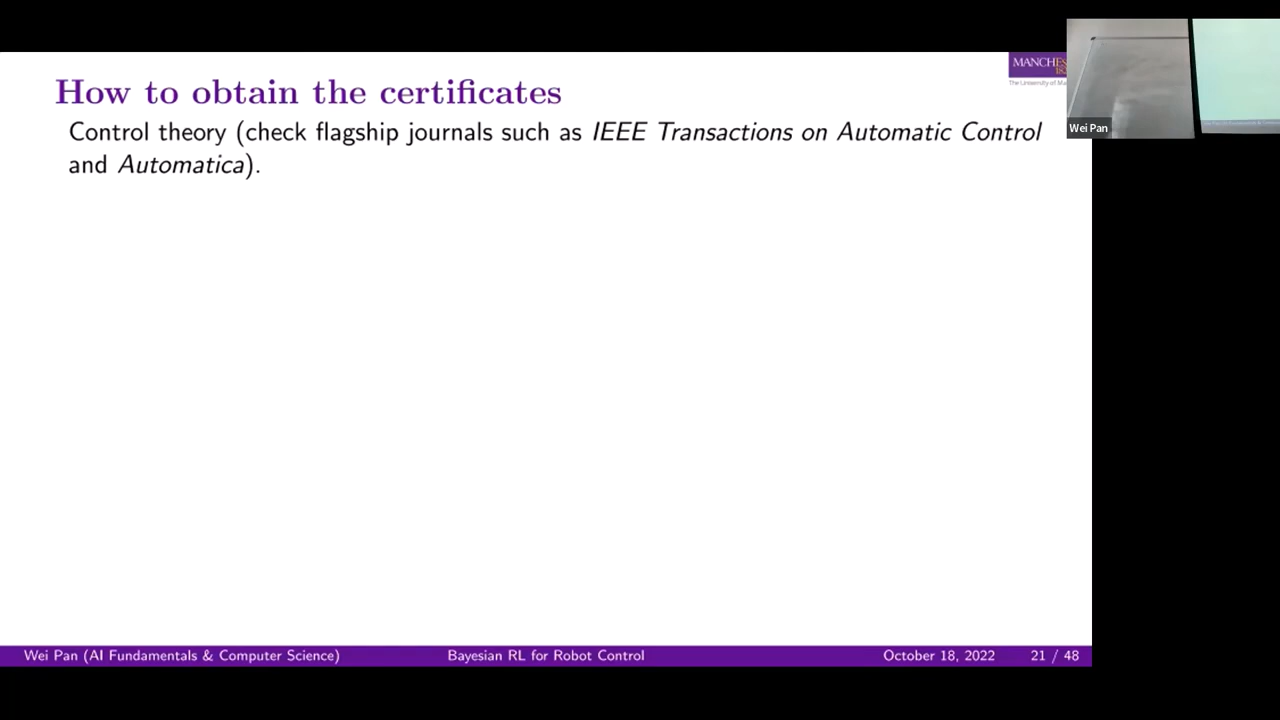 How to obtain the certificates
Control theory (check flagship journals such as IEEE Transactions on Automatic Control
and Automatica).
MANCHE
The University of Ma
Wei Pan
Wei Pan (AI Fundamentals & Computer Science)
Bayesian RL for Robot Control
October 18, 2022
21 / 48